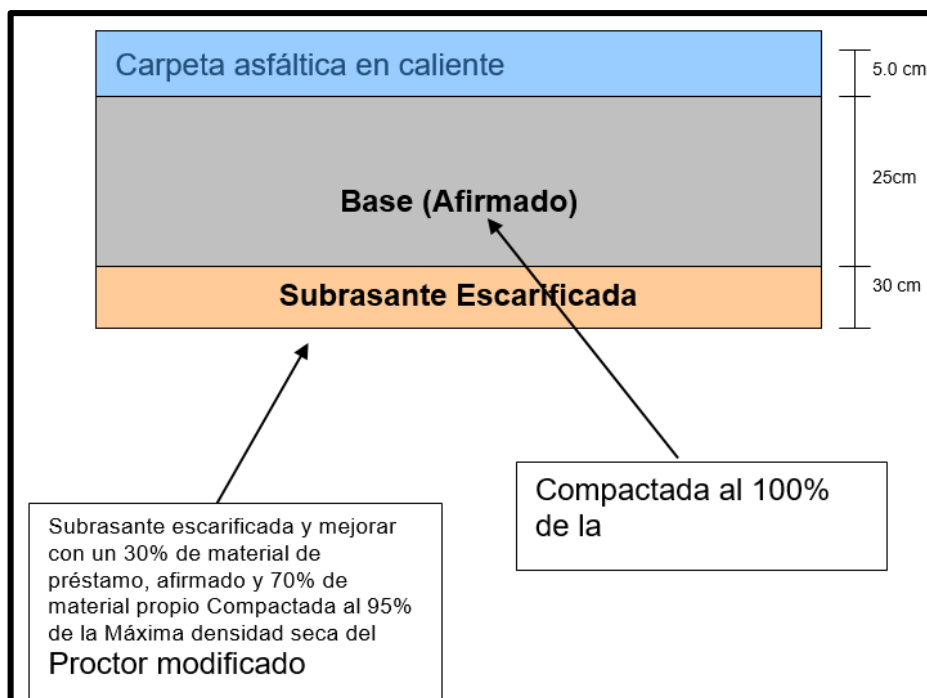 Carpeta asfáltica en caliente
5.0 cm
Base (Afirmado)
25cm
Subrasante Escarificada
30 cm
Compactada al 100%
de la
Subrasante escarificada y mejorar
con un 30% de material de
préstamo, afirmado y 70% de
material propio Compactada al 95%
de la Máxima densidad seca del
Proctor modificado